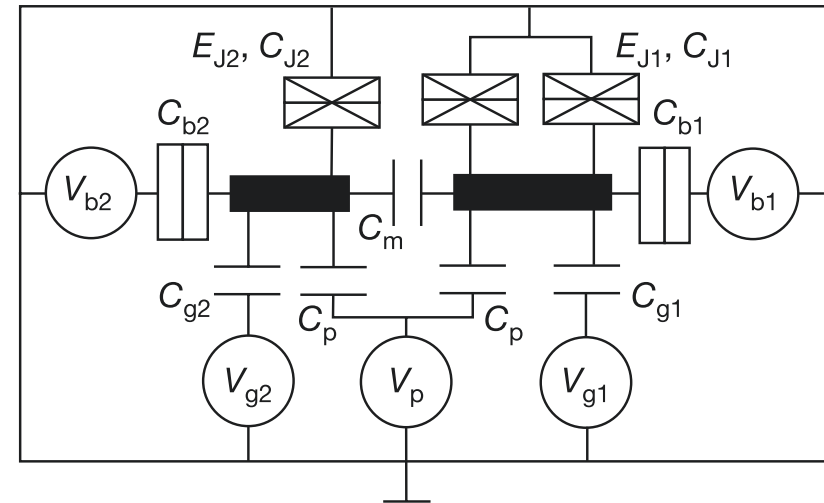 E_J2, C_J2
E_J1, C_J1
C_b2
C_b1
V_b2
V_b1
C_m
C_g2
C_p
C_p
C_g1
V_g2
V_p
V_g1